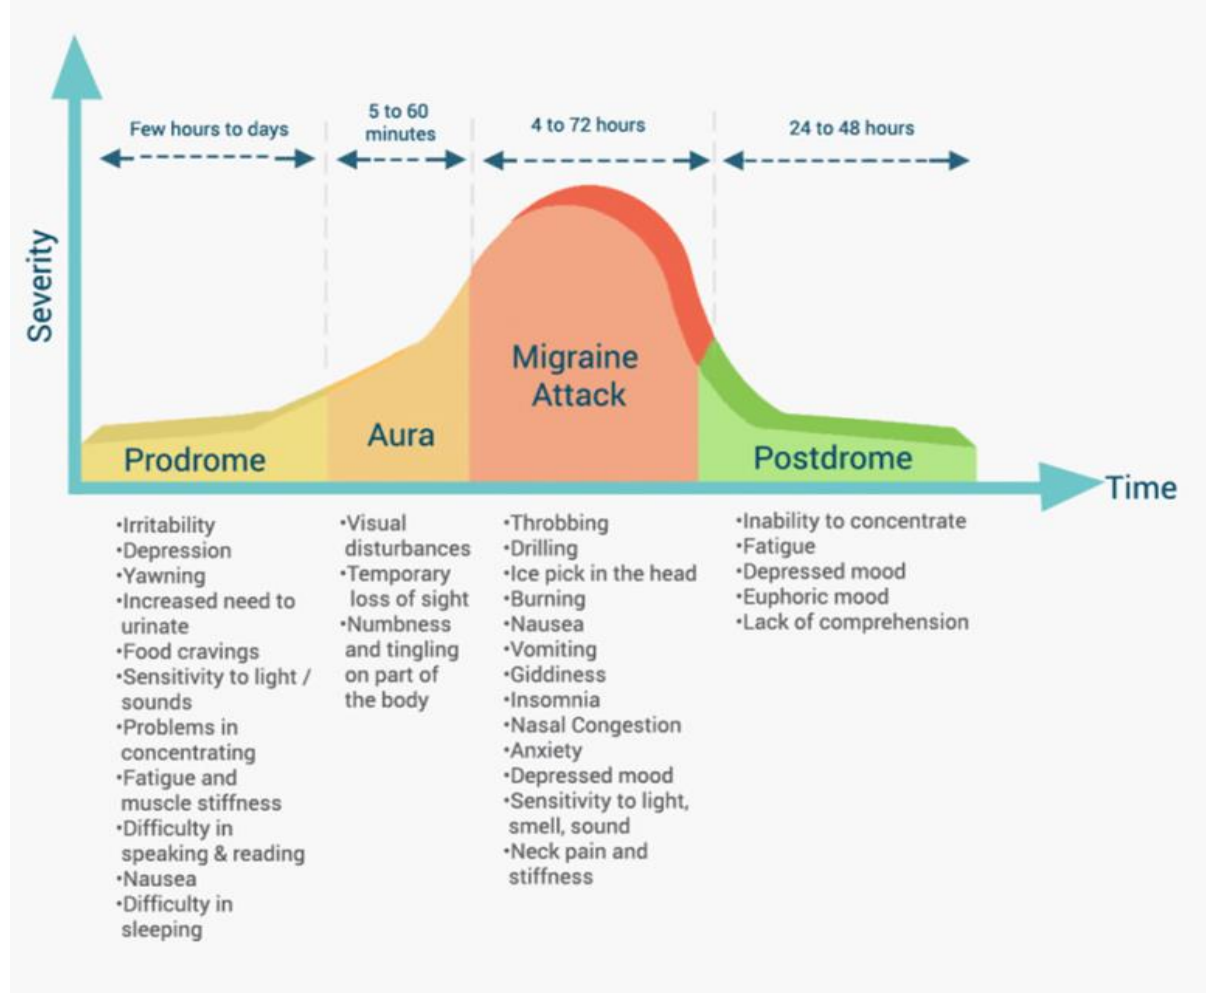 Few hours to days
5 to 60
minutes
4 to 72 hours
24 to 48 hours
Severity
Prodrome
Aura
Migraine
Attack
Postdrome
Time
•Irritability
•Depression
•Yawning
•Increased need to
urinate
•Food cravings
•Sensitivity to light /
sounds
•Problems in
concentrating
•Fatigue and
muscle stiffness
•Difficulty in
speaking & reading
•Nausea
•Difficulty in
sleeping
•Visual
disturbances
•Temporary
loss of sight
•Numbness
and tingling
on part of
the body
•Throbbing
•Drilling
•Ice pick in the head
•Burning
•Nausea
•Vomiting
•Giddiness
•Insomnia
•Nasal Congestion
•Anxiety
•Depressed mood
•Sensitivity to light,
smell, sound
•Neck pain and
stiffness
•Inability to concentrate
•Fatigue
•Depressed mood
•Euphoric mood
•Lack of comprehension